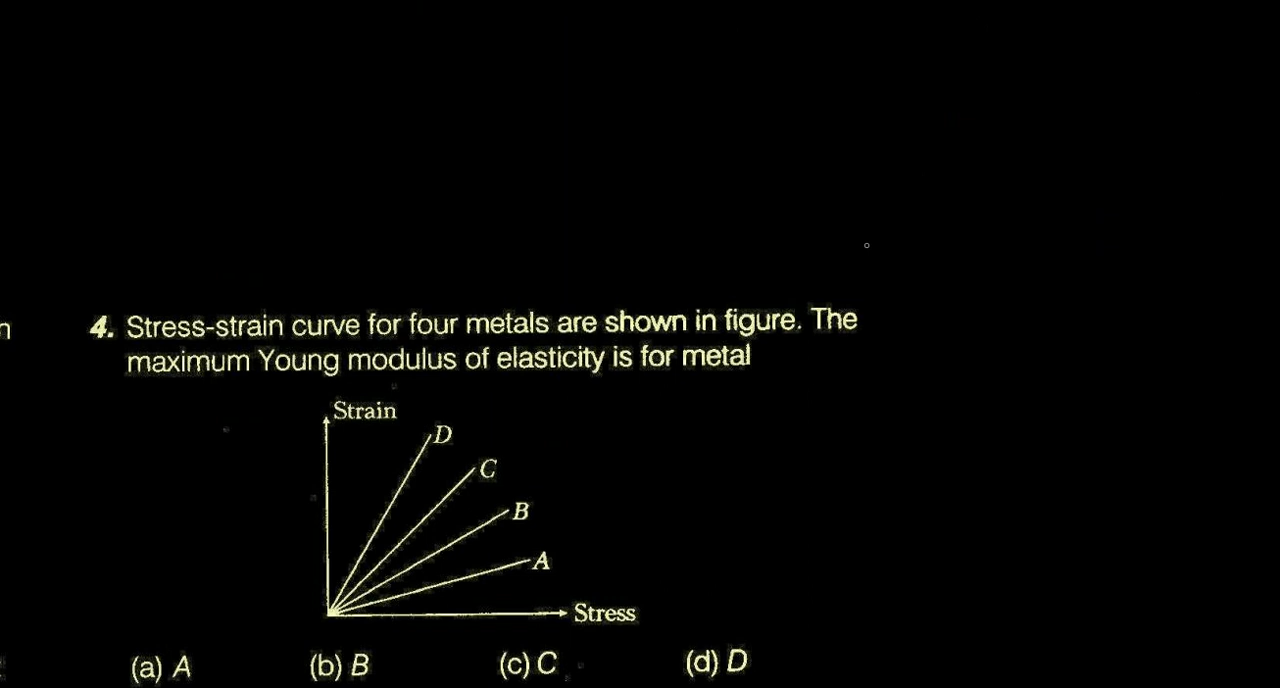 n
4. Stress-strain curve for four metals are shown in figure. The
maximum Young modulus of elasticity is for metal
Strain
D
C
B
A
Stress
(a) A (b) B (c) C (d) D